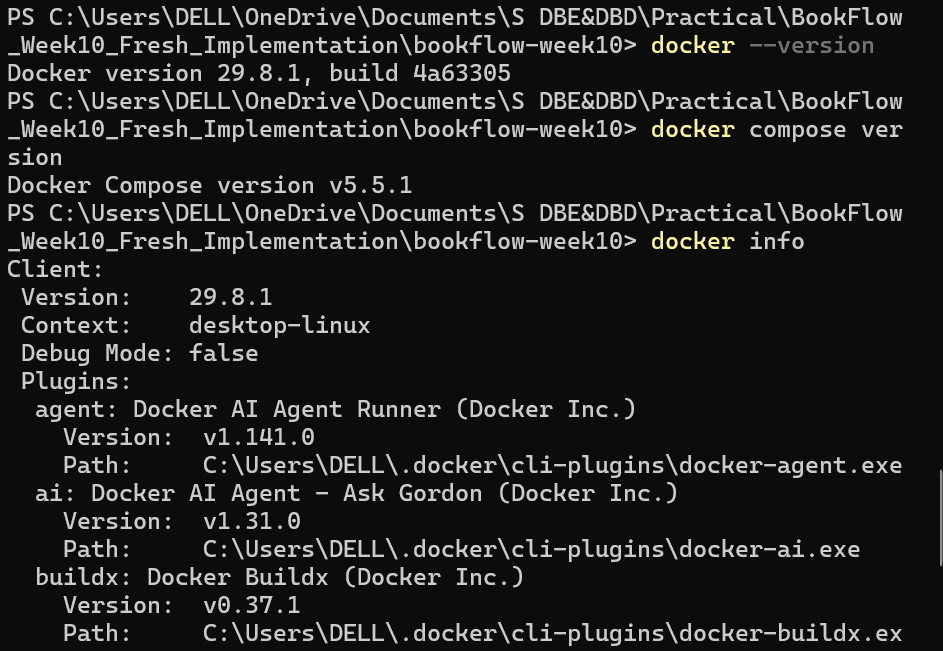 PS C:\Users\DELL\OneDrive\Documents\S DBE&DBD\Practical\BookFlow
_Week10_Fresh_Implementation\bookflow-week10> docker --version
Docker version 29.8.1, build 4a63305
PS C:\Users\DELL\OneDrive\Documents\S DBE&DBD\Practical\BookFlow
_Week10_Fresh_Implementation\bookflow-week10> docker compose ver
sion
Docker Compose version v5.5.1
PS C:\Users\DELL\OneDrive\Documents\S DBE&DBD\Practical\BookFlow
_Week10_Fresh_Implementation\bookflow-week10> docker info
Client:
 Version:    29.8.1
 Context:    desktop-linux
 Debug Mode: false
 Plugins:
  agent: Docker AI Agent Runner (Docker Inc.)
    Version:  v1.141.0
    Path:     C:\Users\DELL\.docker\cli-plugins\docker-agent.exe
  ai: Docker AI Agent - Ask Gordon (Docker Inc.)
    Version:  v1.31.0
    Path:     C:\Users\DELL\.docker\cli-plugins\docker-ai.exe
  buildx: Docker Buildx (Docker Inc.)
    Version:  v0.37.1
    Path:     C:\Users\DELL\.docker\cli-plugins\docker-buildx.ex